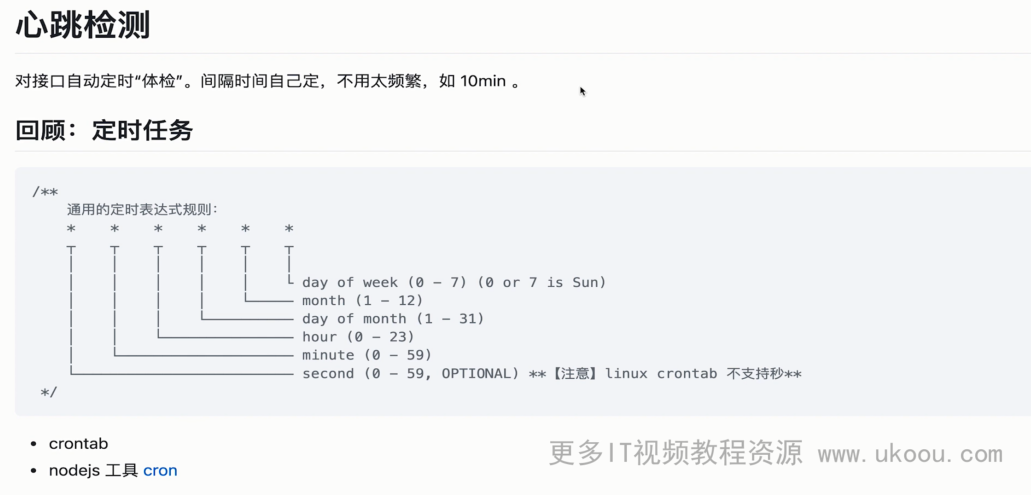 心跳检测
对接口自动定时“体检”。间隔时间自己定，不用太频繁，如 10min 。
回顾：定时任务
/**
通用的定时表达式规则：
* * * * * *
┬ ┬ ┬ ┬ ┬ ┬
│ │ │ │ │ │
│ │ │ │ │ └ day of week (0 - 7) (0 or 7 is Sun)
│ │ │ │ └───── month (1 - 12)
│ │ │ └────────── day of month (1 - 31)
│ │ └─────────────── hour (0 - 23)
│ └──────────────────── minute (0 - 59)
└───────────────────────── second (0 - 59, OPTIONAL) **【注意】linux crontab 不支持秒**
*/
• crontab
• nodejs 工具 cron
更多IT视频教程资源 www.ukoou.com